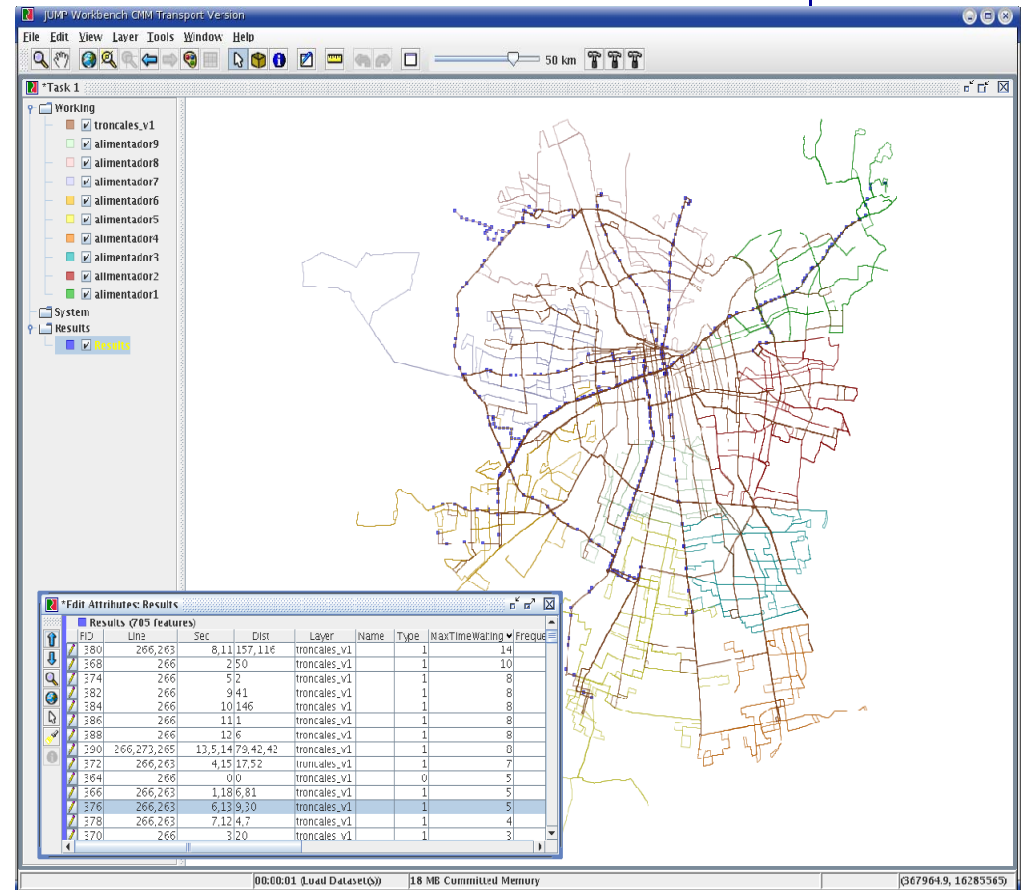 JUMP Workbench CMM Transport Version
File Edit View Layer Tools Window Help
50 km
*Task 1
Working
troncales_v1
alimentador9
alimentador8
alimentador7
alimentador6
alimentador5
alimentador4
alimentador3
alimentador2
alimentador1
System
Results
Results
*Edit Attributes: Results
Results (705 features)
FID Line Sec Dist Layer Name Type MaxTimeWaiting Freque
380 266,263 8,11 157,116 troncales_v1 1 14
368 266 2 50 troncales_v1 1 10
374 266 5 2 troncales_v1 1 8
382 266 9 41 troncales_v1 1 8
384 266 10 146 troncales_v1 1 8
386 266 11 1 troncales_v1 1 8
388 266 12 6 troncales_v1 1 8
390 266,273,265 13,5,14 79,42,42 troncales_v1 1 8
372 266,263 4,15 17,52 troncales_v1 1 7
364 266 0 0 troncales_v1 0 5
366 266,263 1,18 6,81 troncales_v1 1 5
376 266,263 6,13 9,30 troncales_v1 1 5
378 266,263 7,12 4,7 troncales_v1 1 4
370 266 3 20 troncales_v1 1 3
00:00:01 (Load Dataset(s)) 18 MB Committed Memory (367964.9, 16285565)